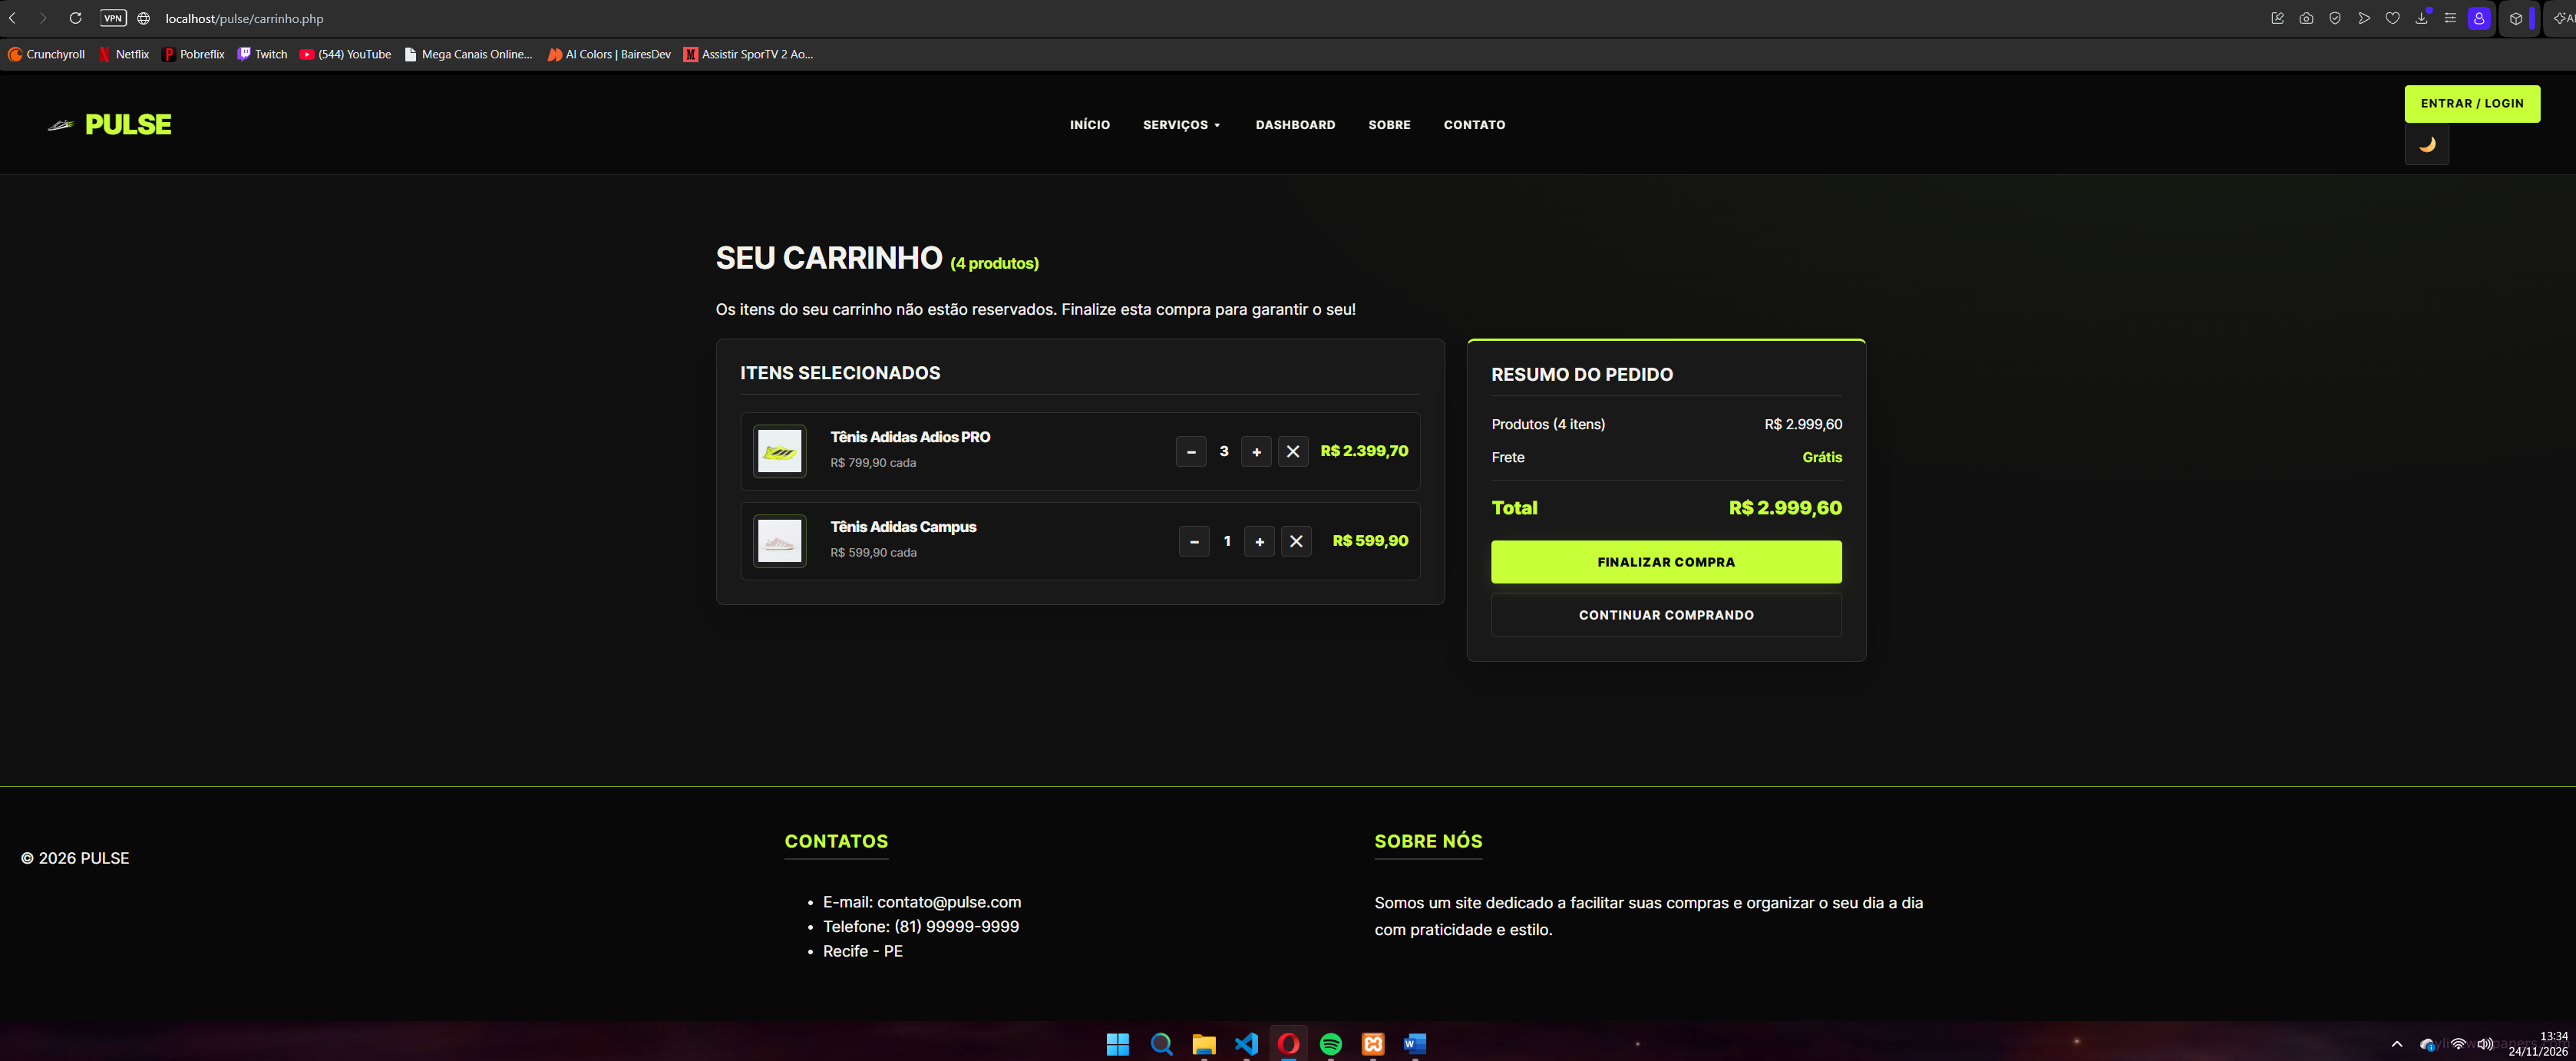 VPN localhost/pulse/carrinho.php
Crunchyroll Netflix Pobreflix Twitch (544) YouTube Mega Canais Online... AI Colors | BairesDev Assistir SporTV 2 Ao...
PULSE INÍCIO SERVIÇOS DASHBOARD SOBRE CONTATO ENTRAR / LOGIN
SEU CARRINHO (4 produtos)
Os itens do seu carrinho não estão reservados. Finalize esta compra para garantir o seu!
ITENS SELECIONADOS
Tênis Adidas Adios PRO
R$ 799,90 cada
− 3 + ✕ R$ 2.399,70
Tênis Adidas Campus
R$ 599,90 cada
− 1 + ✕ R$ 599,90
RESUMO DO PEDIDO
Produtos (4 itens) R$ 2.999,60
Frete Grátis
Total R$ 2.999,60
FINALIZAR COMPRA
CONTINUAR COMPRANDO
© 2026 PULSE
CONTATOS
• E-mail: contato@pulse.com
• Telefone: (81) 99999-9999
• Recife - PE
SOBRE NÓS
Somos um site dedicado a facilitar suas compras e organizar o seu dia a dia
com praticidade e estilo.
13:34
24/11/2026